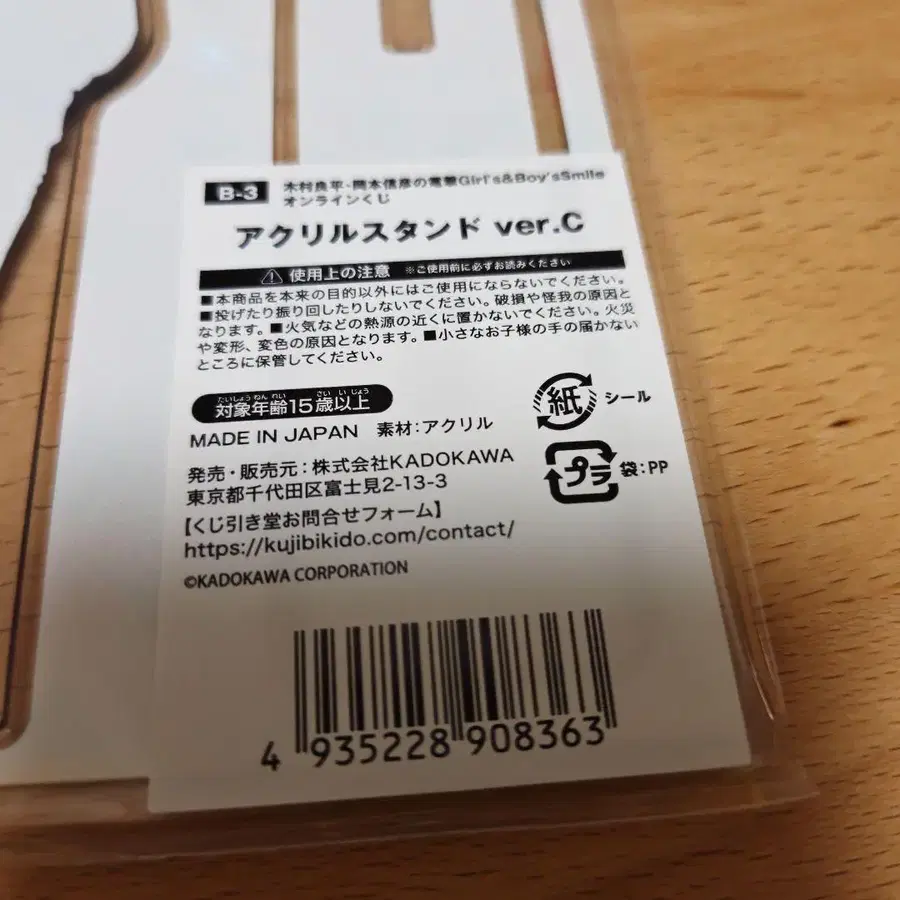 B-3
木村良平・岡本信彦の電撃Girl's&Boy'sSmile
オンラインくじ
アクリルスタンド ver.C
⚠ 使用上の注意 ※ご使用前に必ずお読みください
■本商品を本来の目的以外にはご使用にならないでください。
■投げたり振り回したりしないでください。破損や怪我の原因と
なります。■火気などの熱源の近くに置かないでください。火災
や変形、変色の原因となります。■小さなお子様の手の届かない
ところに保管してください。
たいしょうねんれい さいいじょう
対象年齢15歳以上
MADE IN JAPAN 素材:アクリル
紙 シール
発売・販売元:株式会社KADOKAWA
プラ 袋:PP
東京都千代田区富士見2-13-3
【くじ引き堂お問合せフォーム】
https://kujibikido.com/contact/
©KADOKAWA CORPORATION
4 935228 908363